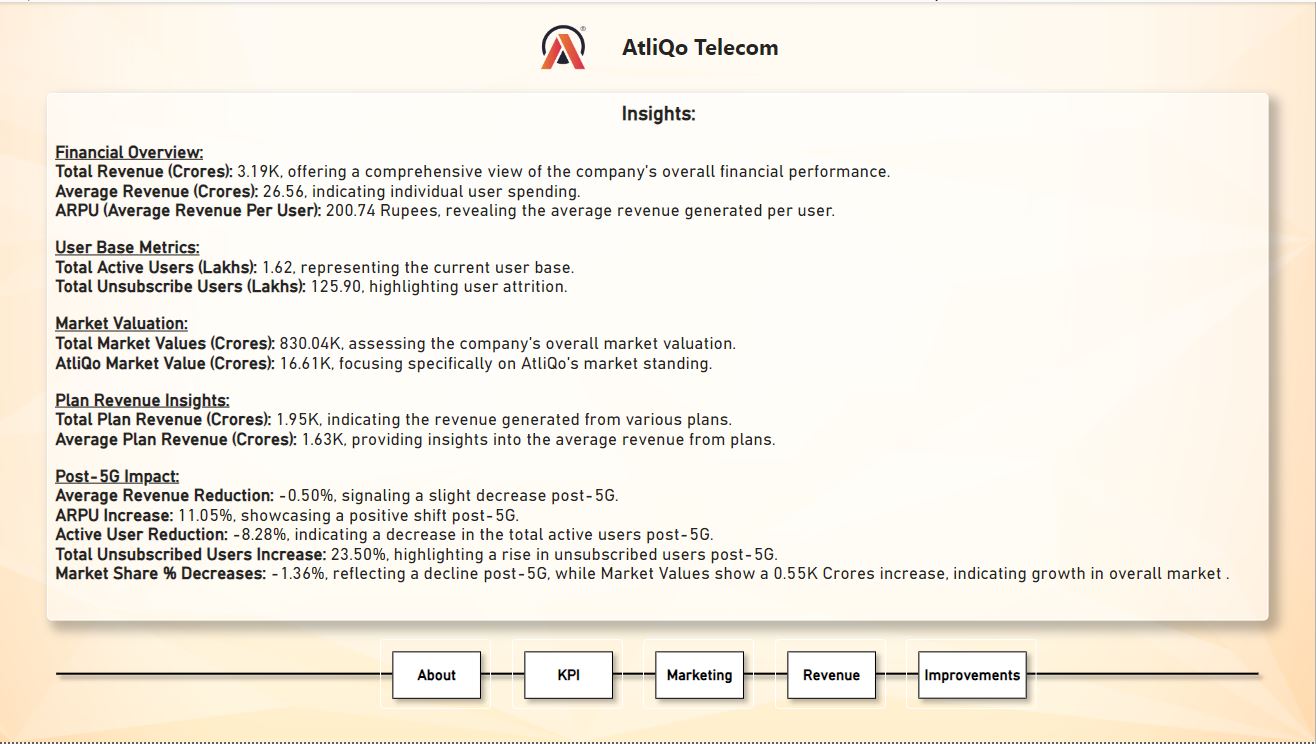 AtliQo Telecom
Insights:
Financial Overview:
Total Revenue (Crores): 3.19K, offering a comprehensive view of the company's overall financial performance.
Average Revenue (Crores): 26.56, indicating individual user spending.
ARPU (Average Revenue Per User): 200.74 Rupees, revealing the average revenue generated per user.
User Base Metrics:
Total Active Users (Lakhs): 1.62, representing the current user base.
Total Unsubscribe Users (Lakhs): 125.90, highlighting user attrition.
Market Valuation:
Total Market Values (Crores): 830.04K, assessing the company's overall market valuation.
AtliQo Market Value (Crores): 16.61K, focusing specifically on AtliQo's market standing.
Plan Revenue Insights:
Total Plan Revenue (Crores): 1.95K, indicating the revenue generated from various plans.
Average Plan Revenue (Crores): 1.63K, providing insights into the average revenue from plans.
Post-5G Impact:
Average Revenue Reduction: -0.50%, signaling a slight decrease post-5G.
ARPU Increase: 11.05%, showcasing a positive shift post-5G.
Active User Reduction: -8.28%, indicating a decrease in the total active users post-5G.
Total Unsubscribed Users Increase: 23.50%, highlighting a rise in unsubscribed users post-5G.
Market Share % Decreases: -1.36%, reflecting a decline post-5G, while Market Values show a 0.55K Crores increase, indicating growth in overall market .
About
KPI
Marketing
Revenue
Improvements